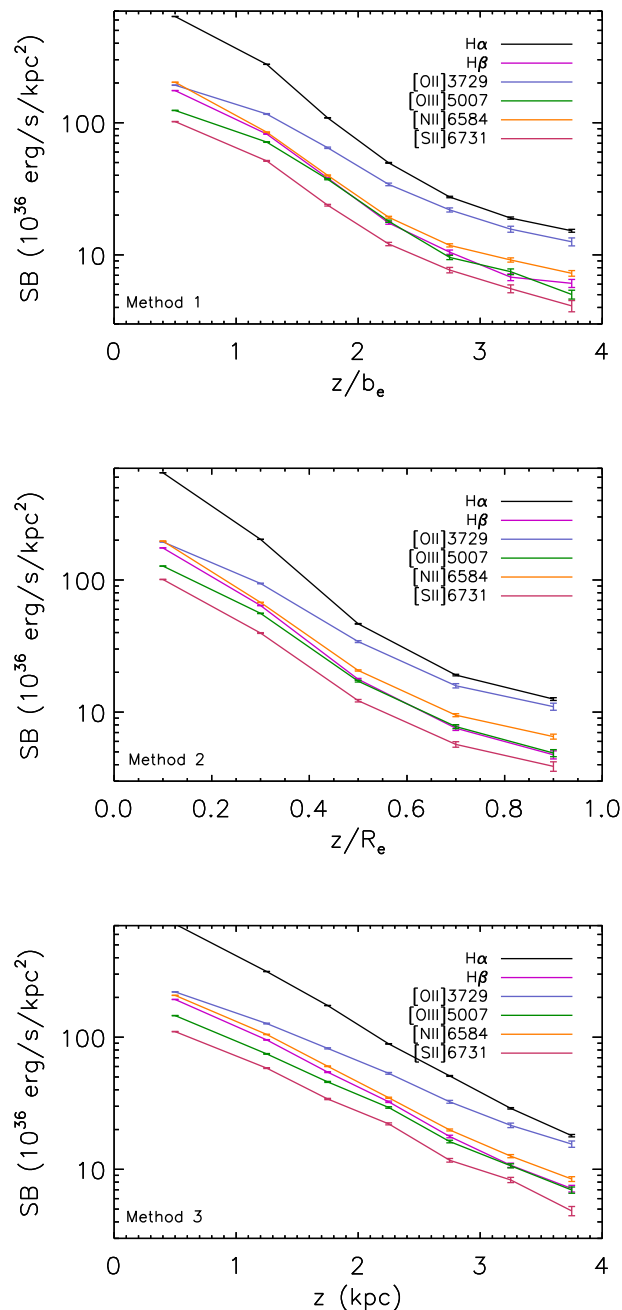 SB (10^36 erg/s/kpc^2)
100
10
Hα
Hβ
[OII]3729
[OIII]5007
[NII]6584
[SII]6731
Method 1
0 1 2 3 4
z/b_e
SB (10^36 erg/s/kpc^2)
100
10
Hα
Hβ
[OII]3729
[OIII]5007
[NII]6584
[SII]6731
Method 2
0.0 0.2 0.4 0.6 0.8 1.0
z/R_e
SB (10^36 erg/s/kpc^2)
100
10
Hα
Hβ
[OII]3729
[OIII]5007
[NII]6584
[SII]6731
Method 3
0 1 2 3 4
z (kpc)